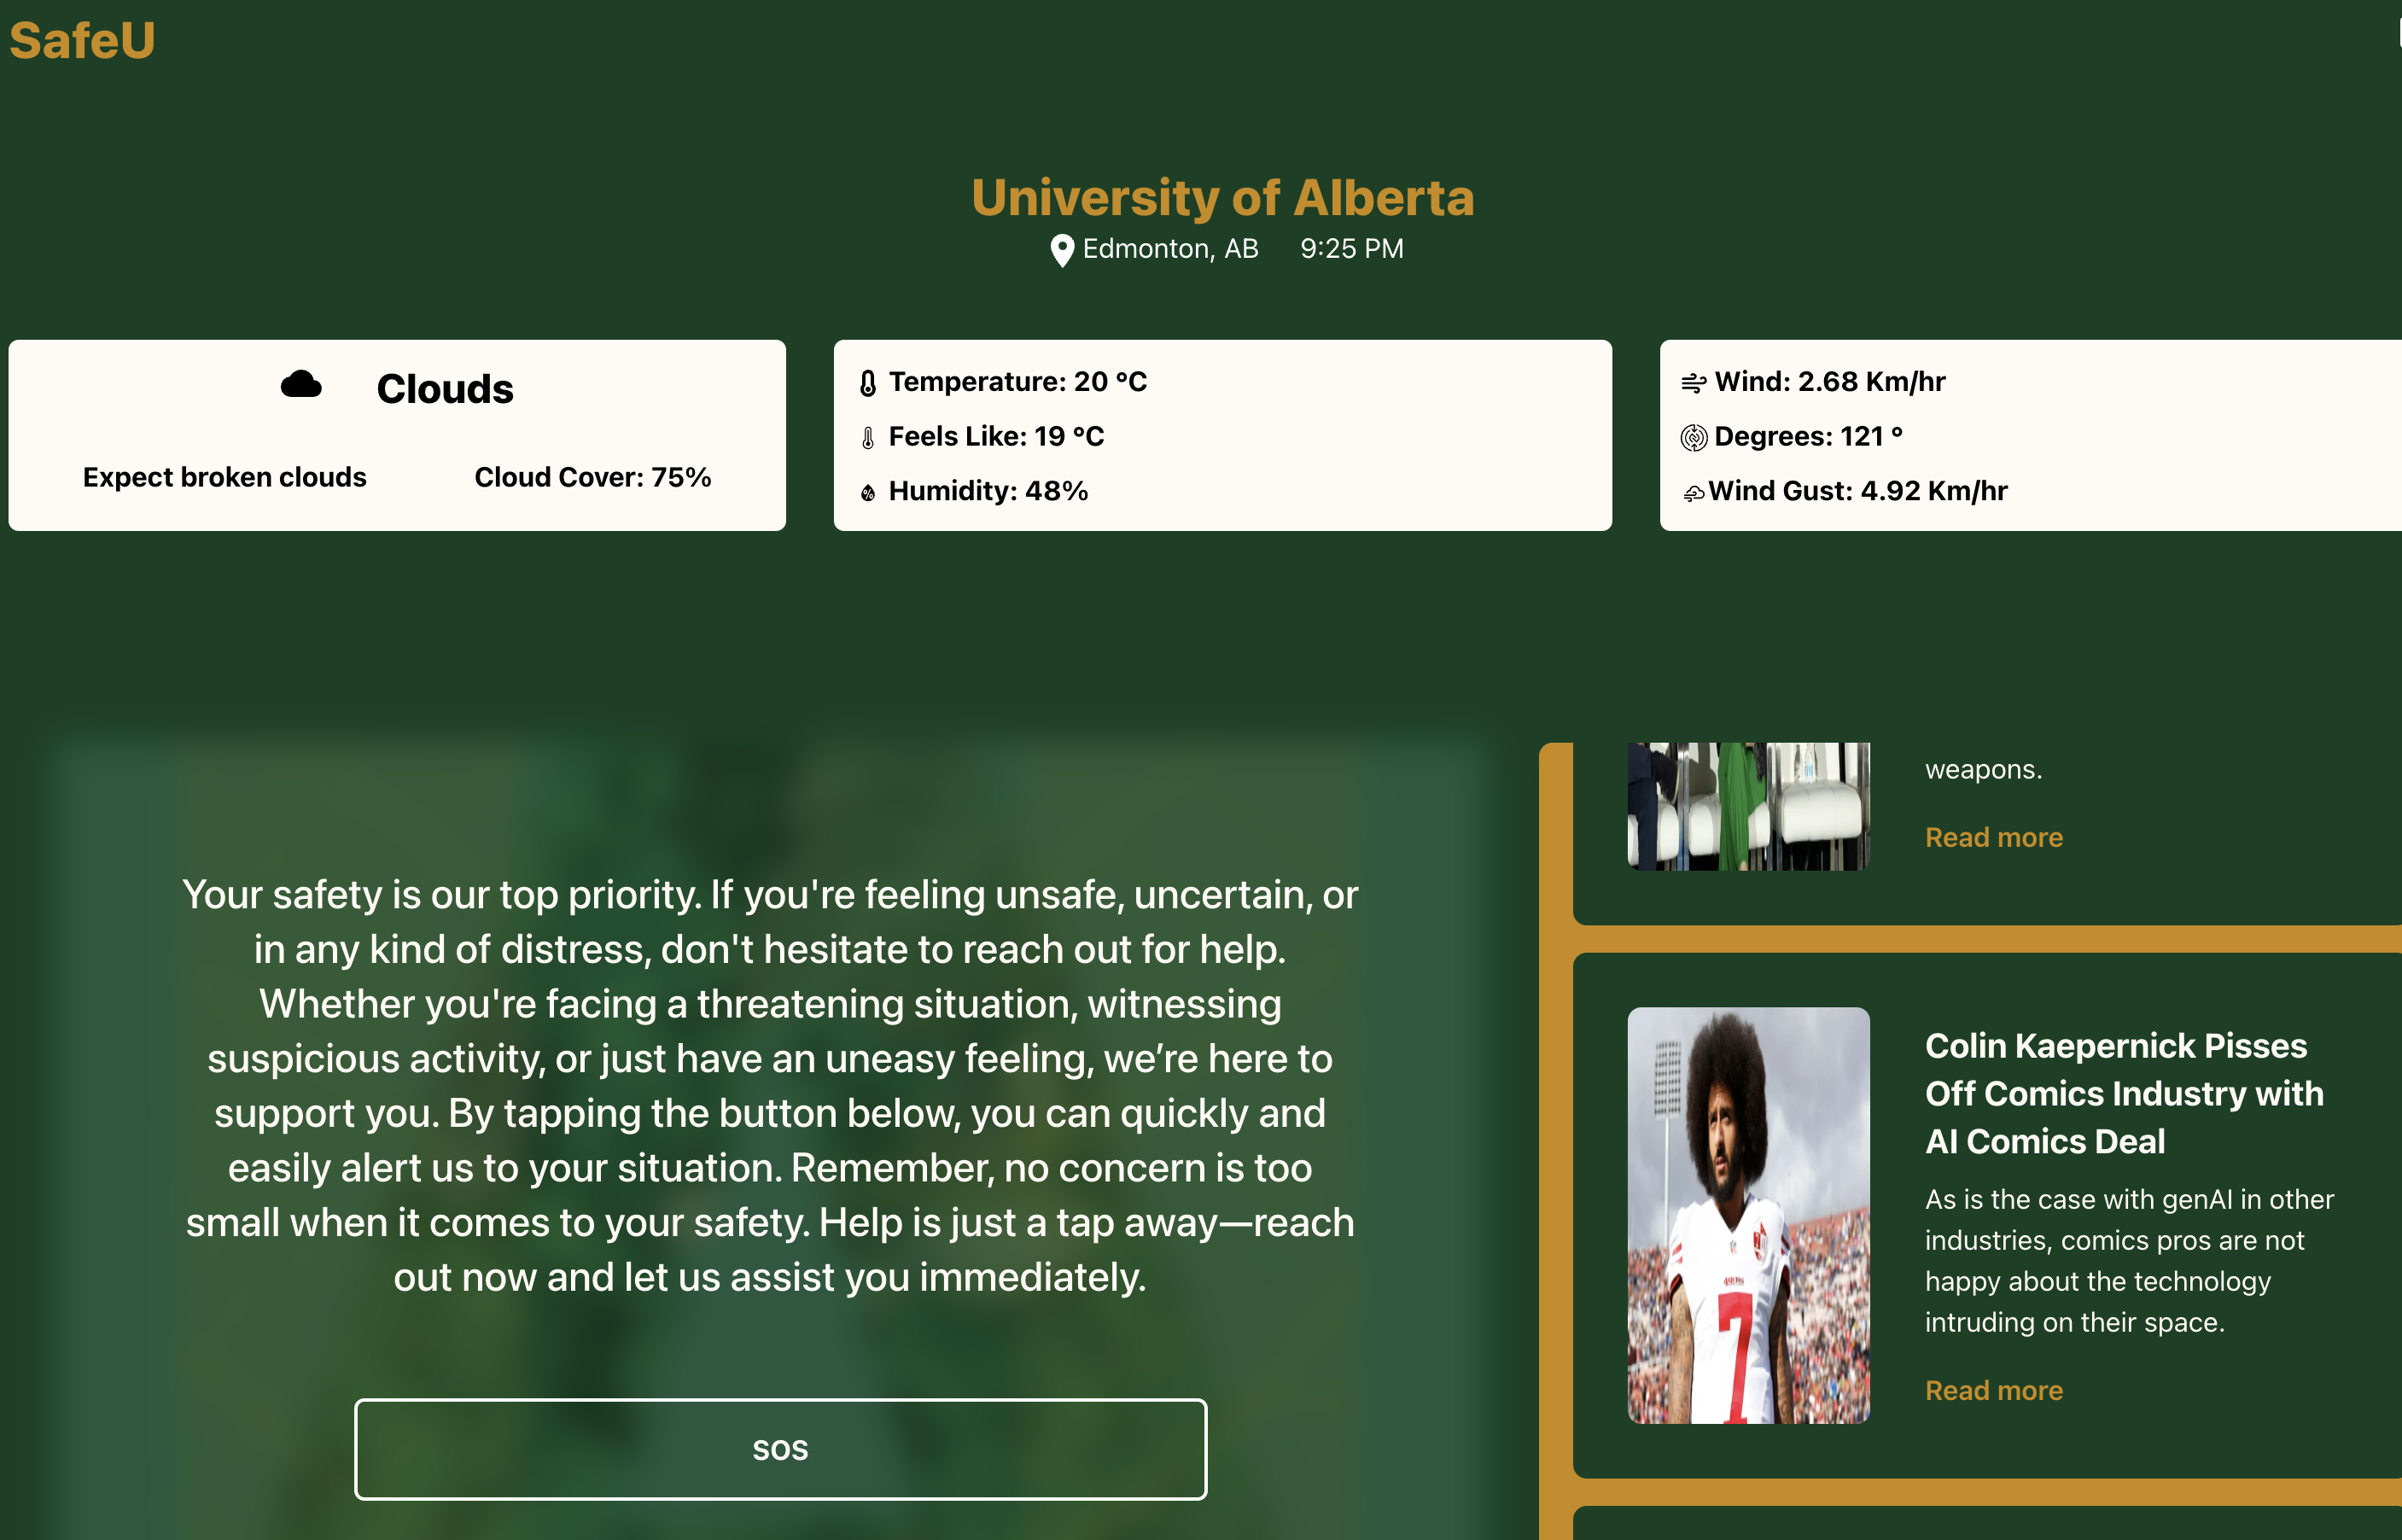 SafeU
University of Alberta
Edmonton, AB 9:25 PM
Clouds
Expect broken clouds Cloud Cover: 75%
Temperature: 20 °C
Feels Like: 19 °C
Humidity: 48%
Wind: 2.68 Km/hr
Degrees: 121 °
Wind Gust: 4.92 Km/hr
Your safety is our top priority. If you're feeling unsafe, uncertain, or
in any kind of distress, don't hesitate to reach out for help.
Whether you're facing a threatening situation, witnessing
suspicious activity, or just have an uneasy feeling, we’re here to
support you. By tapping the button below, you can quickly and
easily alert us to your situation. Remember, no concern is too
small when it comes to your safety. Help is just a tap away—reach
out now and let us assist you immediately.
SOS
weapons.
Read more
49ERS
7
Colin Kaepernick Pisses
Off Comics Industry with
AI Comics Deal
As is the case with genAI in other
industries, comics pros are not
happy about the technology
intruding on their space.
Read more